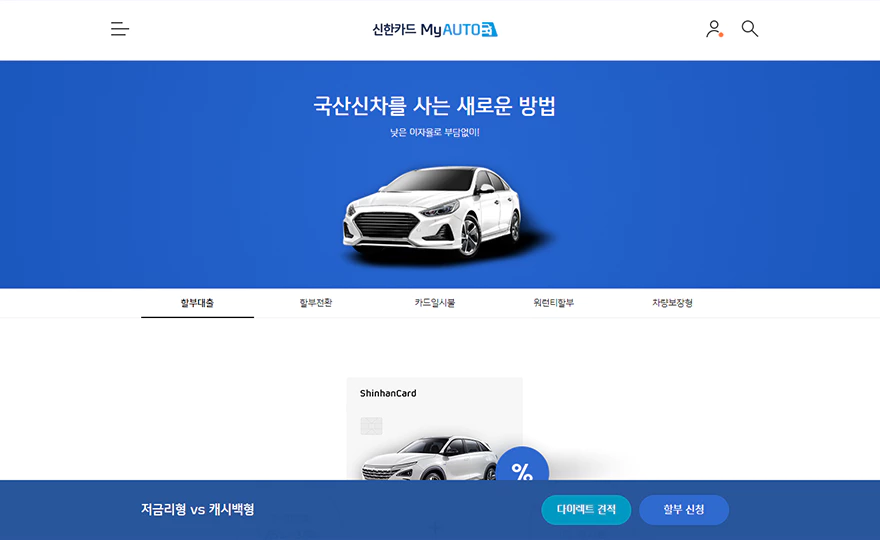 신한카드 MyAUTO
국산신차를 사는 새로운 방법
낮은 이자율로 부담없이!
할부대출 할부전환 카드일시불 워런티할부 차량보장형
ShinhanCard
%
저금리형 vs 캐시백형 다이렉트 견적 할부 신청